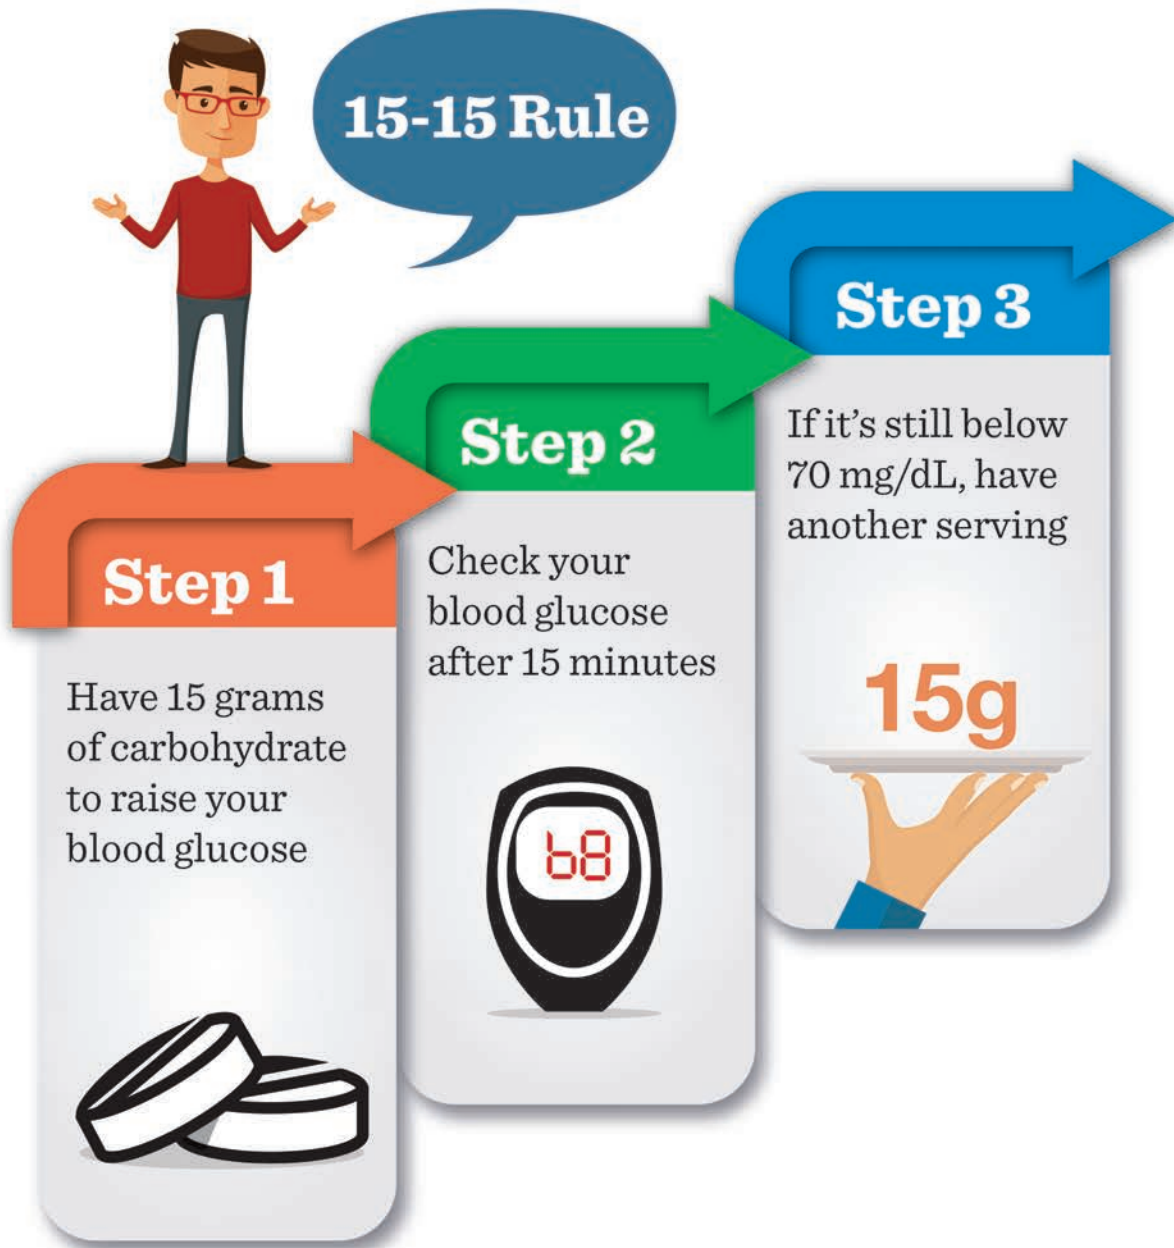 15-15 Rule
Step 1
Have 15 grams
of carbohydrate
to raise your
blood glucose
Step 2
Check your
blood glucose
after 15 minutes
68
Step 3
If it's still below
70 mg/dL, have
another serving
15g